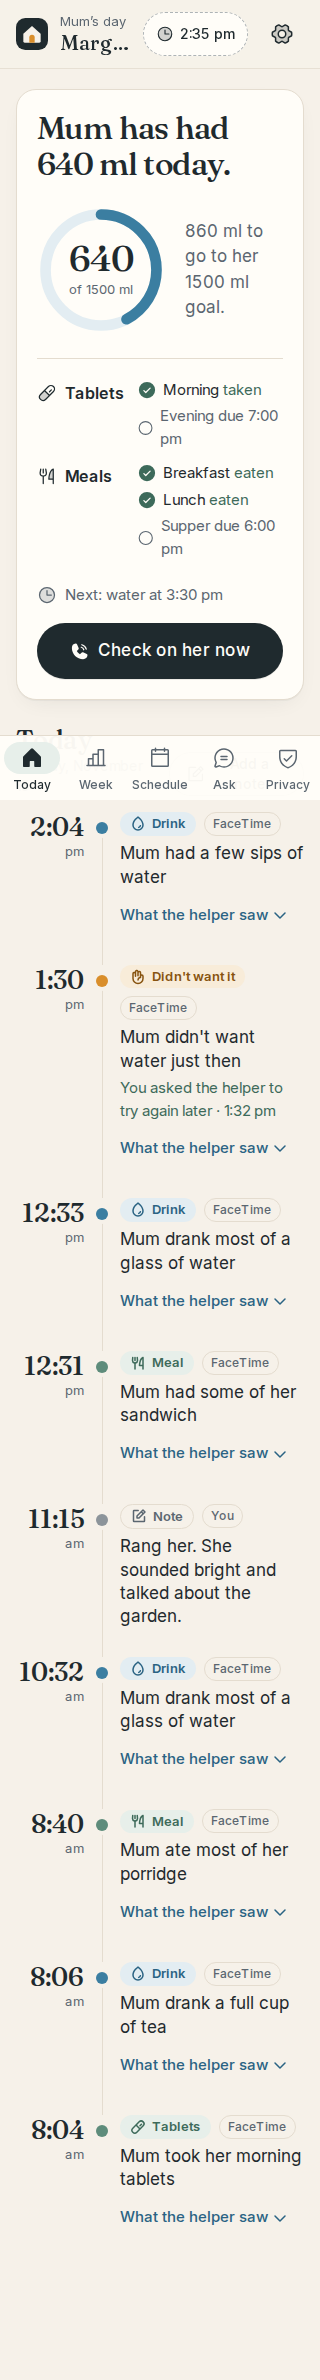 Mum's day
Marg...
2:35 pm
Mum has had
640 ml today.
640
of 1500 ml
860 ml to
go to her
1500 ml
goal.
Tablets
Morning taken
Evening due 7:00
pm
Meals
Breakfast eaten
Lunch eaten
Supper due 6:00
pm
Next: water at 3:30 pm
Check on her now
Today
Today
Week
Schedule
Ask
Privacy
2:04
pm
Drink
FaceTime
Mum had a few sips of
water
What the helper saw
1:30
pm
Didn't want it
FaceTime
Mum didn't want
water just then
You asked the helper to
try again later · 1:32 pm
What the helper saw
12:33
pm
Drink
FaceTime
Mum drank most of a
glass of water
What the helper saw
12:31
pm
Meal
FaceTime
Mum had some of her
sandwich
What the helper saw
11:15
am
Note
You
Rang her. She
sounded bright and
talked about the
garden.
10:32
am
Drink
FaceTime
Mum drank most of a
glass of water
What the helper saw
8:40
am
Meal
FaceTime
Mum ate most of her
porridge
What the helper saw
8:06
am
Drink
FaceTime
Mum drank a full cup
of tea
What the helper saw
8:04
am
Tablets
FaceTime
Mum took her morning
tablets
What the helper saw